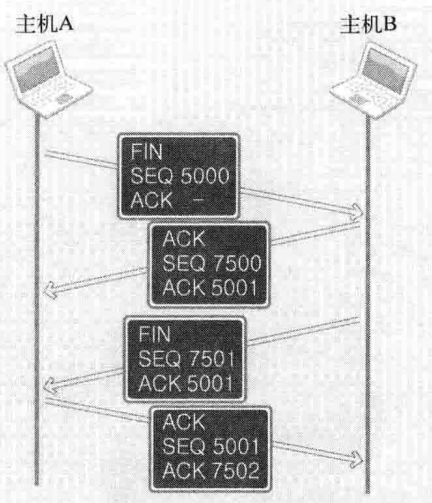 主机A
主机B
FIN
SEQ 5000
ACK -
ACK
SEQ 7500
ACK 5001
FIN
SEQ 7501
ACK 5001
ACK
SEQ 5001
ACK 7502